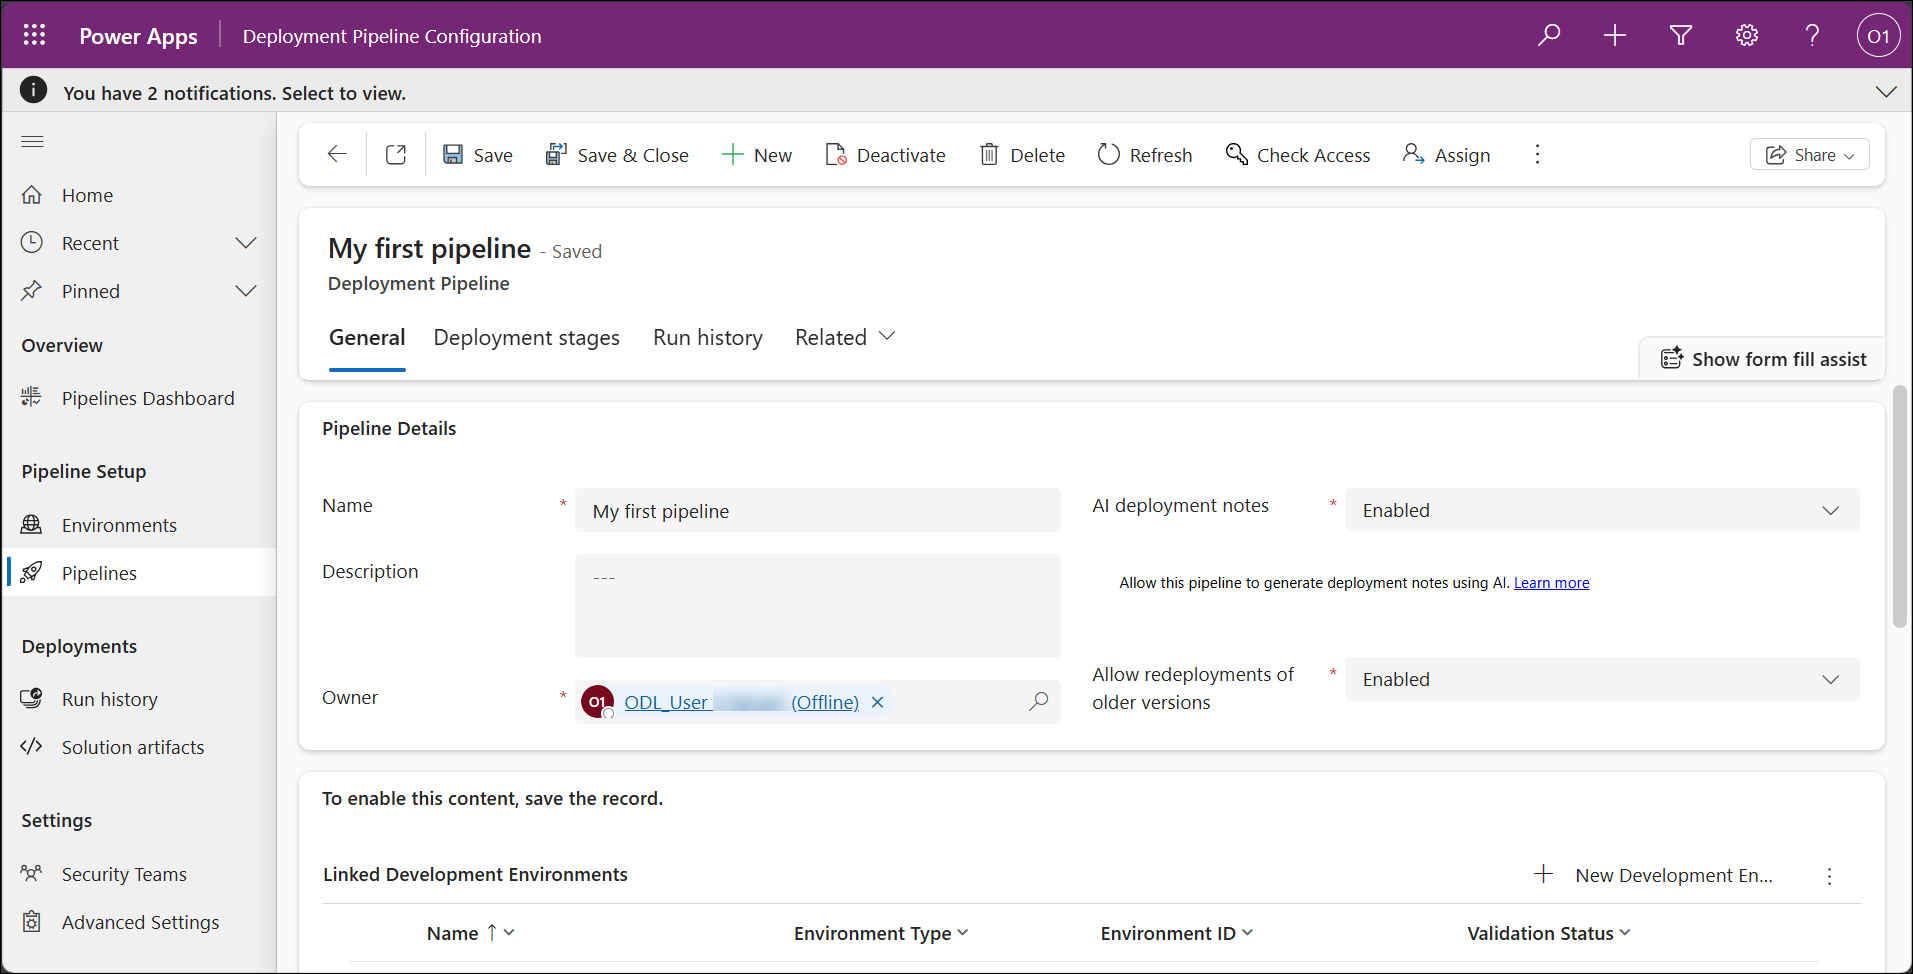 Power Apps
Deployment Pipeline Configuration
?
O1
You have 2 notifications. Select to view.
Save
Save & Close
New
Deactivate
Delete
Refresh
Check Access
Assign
Share
Home
Recent
Pinned
Overview
Pipelines Dashboard
Pipeline Setup
Environments
Pipelines
Deployments
Run history
Solution artifacts
Settings
Security Teams
Advanced Settings
My first pipeline - Saved
Deployment Pipeline
General
Deployment stages
Run history
Related
Show form fill assist
Pipeline Details
Name * My first pipeline
Description ---
Owner * O1 ODL_User (Offline)
AI deployment notes * Enabled
Allow this pipeline to generate deployment notes using AI. Learn more
Allow redeployments of * Enabled
older versions
To enable this content, save the record.
Linked Development Environments
New Development En...
Name
Environment Type
Environment ID
Validation Status